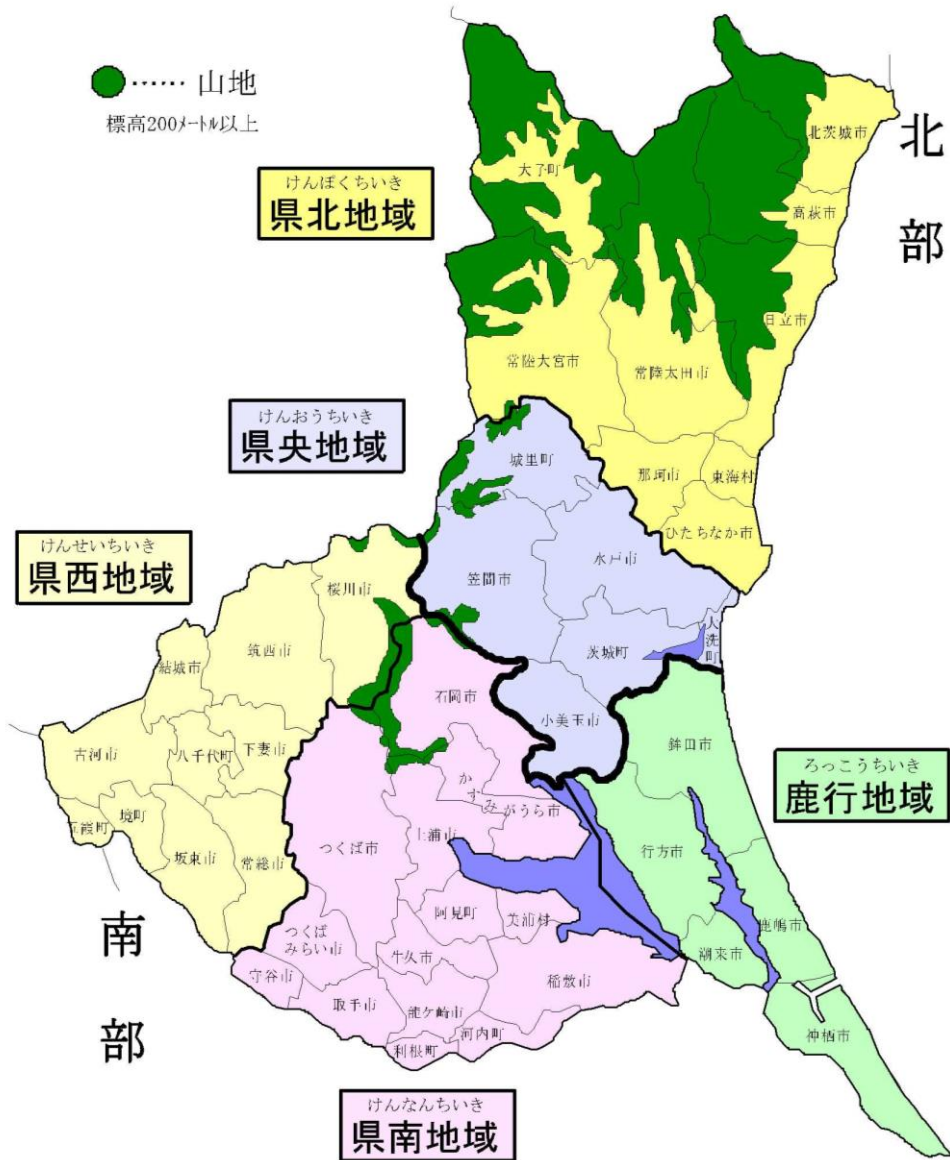 ……山地
標高200メートル以上
北部
けんぽくちいき
県北地域
大子町
北茨城市
高萩市
日立市
常陸大宮市
常陸太田市
那珂市
東海村
ひたちなか市
けんおうちいき
県央地域
城里町
笠間市
水戸市
茨城町
大洗町
小美玉市
けんせいちいき
県西地域
桜川市
筑西市
結城市
古河市
八千代町
下妻市
五霞町
境町
坂東市
常総市
ろっこうちいき
鹿行地域
鉾田市
行方市
鹿嶋市
潮来市
神栖市
南部
石岡市
かすみがうら市
つくば市
土浦市
阿見町
美浦村
つくば
みらい市
牛久市
稲敷市
守谷市
取手市
龍ケ崎市
河内町
利根町
けんなんちいき
県南地域